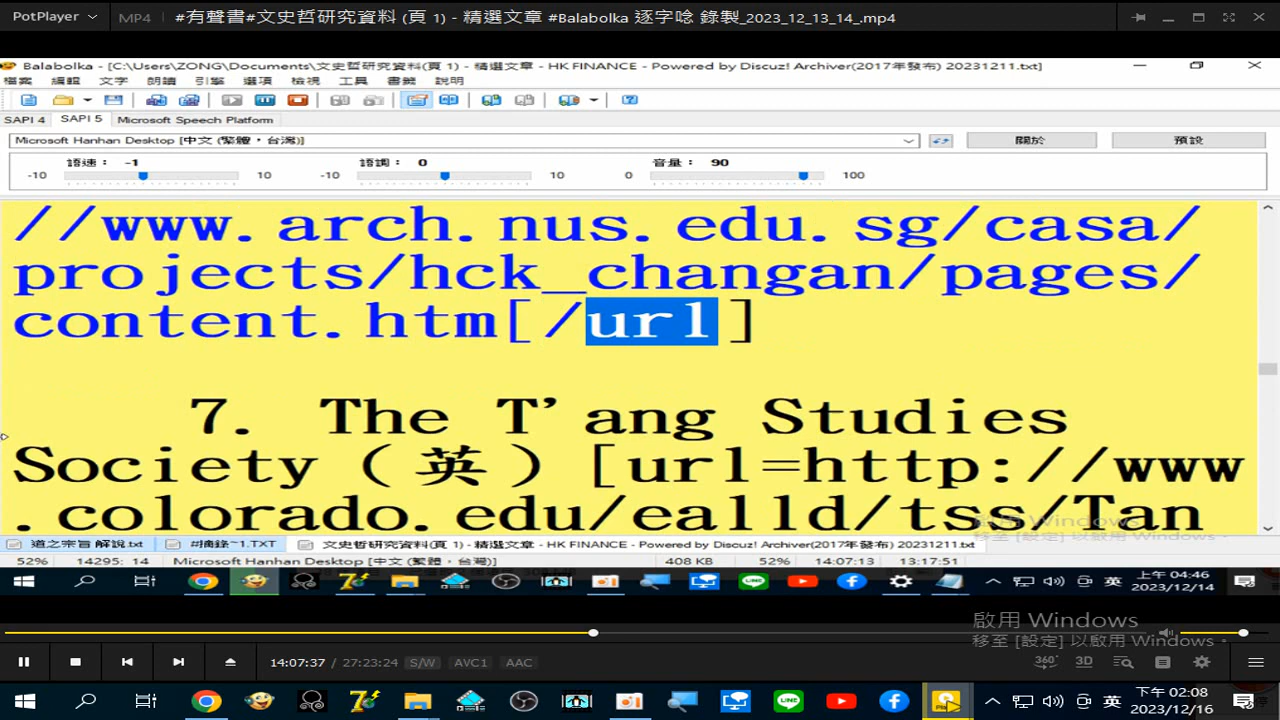 PotPlayer MP4 #有聲書#文史哲研究資料 (頁 1) - 精選文章 #Balabolka 逐字唸 錄製_2023_12_13_14_.mp4
Balabolka - [C:\Users\ZONG\Documents\文史哲研究資料(頁 1) - 精選文章 - HK FINANCE - Powered by Discuz! Archiver(2017年發布) 20231211.txt]
檔案 編輯 文字 朗讀 引擎 選項 檢視 工具 書籤 說明
SAPI 4 SAPI 5 Microsoft Speech Platform
Microsoft Hanhan Desktop [中文 (繁體，台灣)] 關於 預設
語速： -1 語調： 0 音量： 90
-10 10 -10 10 0 100
//www.arch.nus.edu.sg/casa/
projects/hck_changan/pages/
content.htm[/url]
7. The T'ang Studies
Society（英）[url=http://www
.colorado.edu/ealld/tss/Tan
啟用 Windows
移至 [設定] 以啟用 Windows。
道之宗旨 解說.txt #摘錄~1.TXT 文史哲研究資料(頁 1) - 精選文章 - HK FINANCE - Powered by Discuz! Archiver(2017年發布) 20231211.txt
52% 14295: 14 Microsoft Hanhan Desktop [中文 (繁體，台灣)] 408 KB 52% 14:07:13 13:17:51
英 上午 04:46
2023/12/14
啟用 Windows
移至 [設定] 以啟用 Windows。
14:07:37 / 27:23:24 S/W AVC1 AAC 360° 3D
英 下午 02:08
2023/12/16